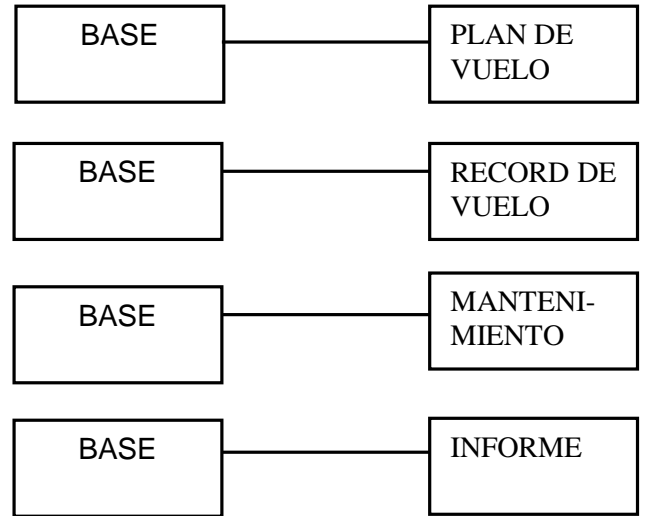 BASE
PLAN DE
VUELO
BASE
RECORD DE
VUELO
BASE
MANTENI-
MIENTO
BASE
INFORME